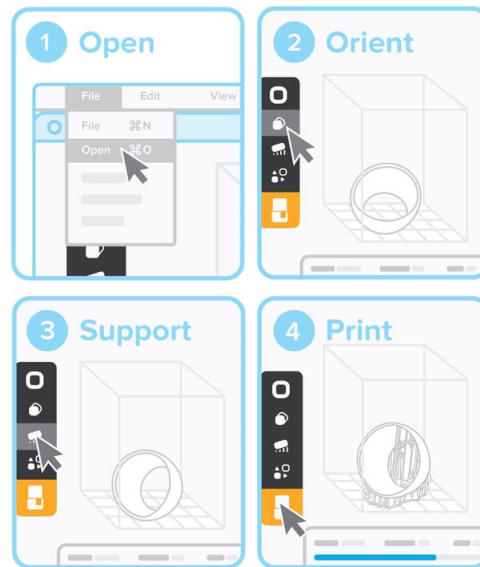 1 Open
File Edit View
File ⌘N
Open ⌘O
2 Orient
3 Support
4 Print